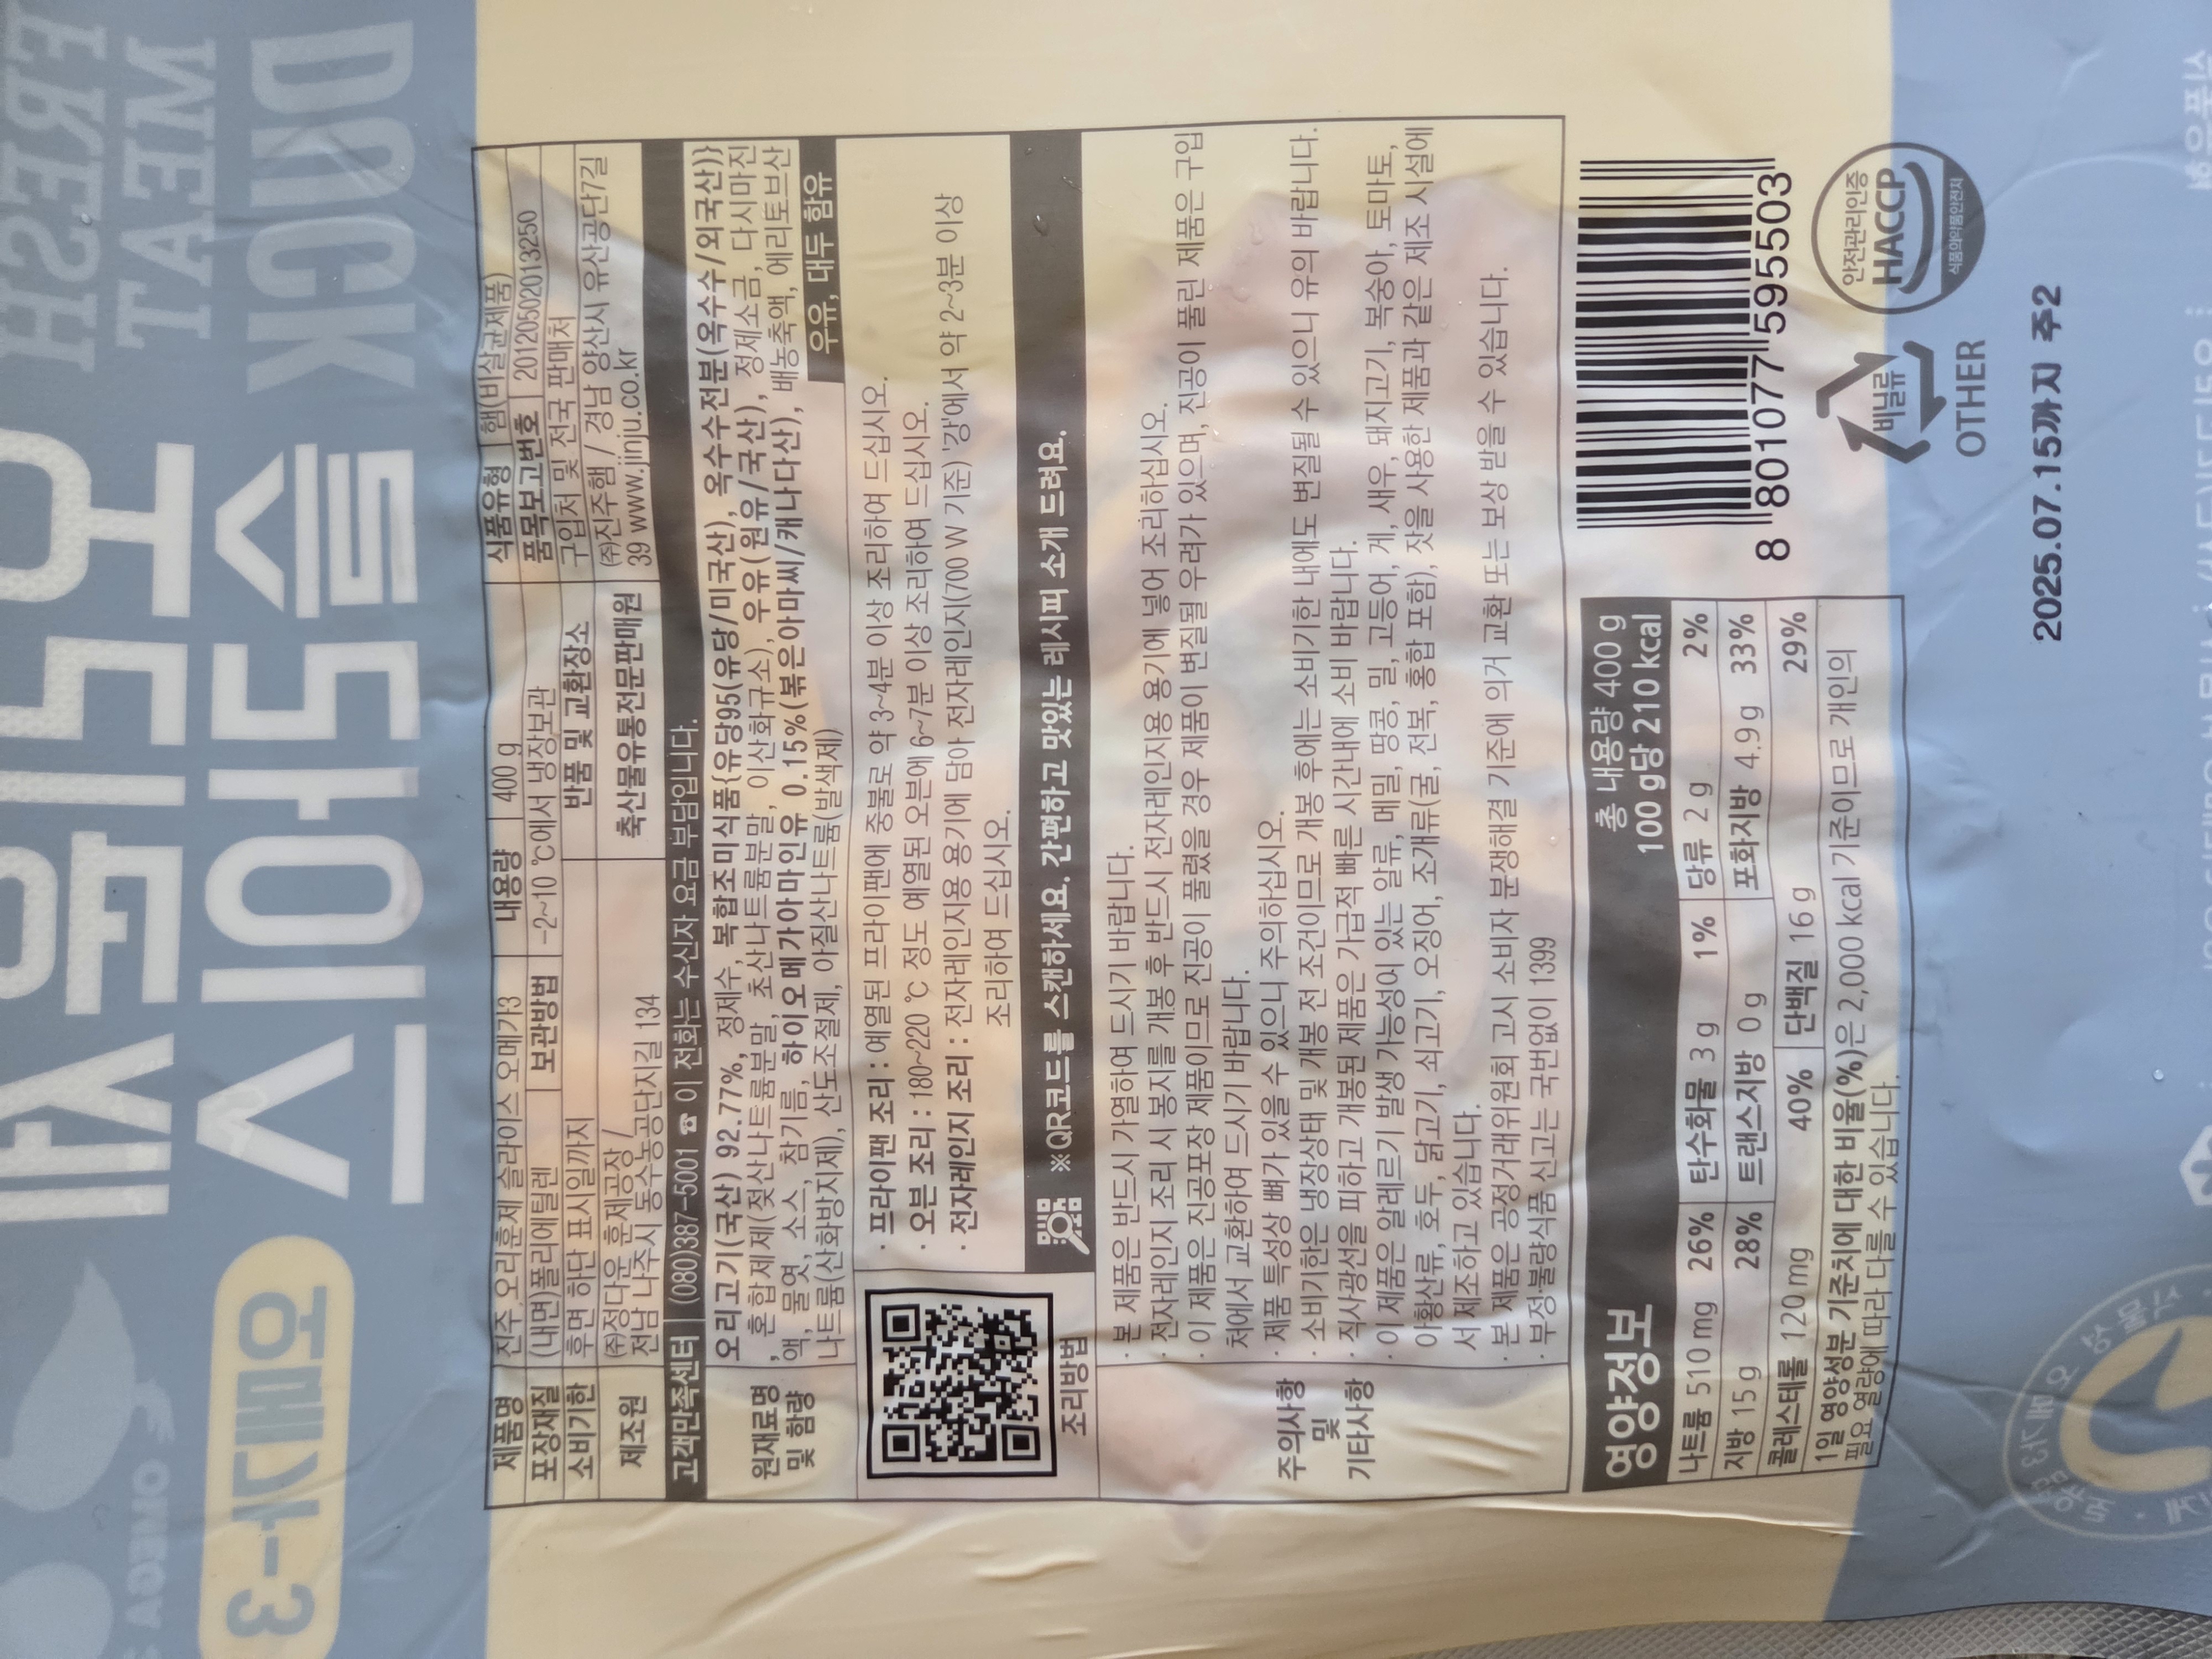 FRESH
MEAT
DUCK
오리훈제
슬라이스
오메가-3
OMEGA
제품명 진주 오리훈제 슬라이스 오메가3 내용량 400 g 식품유형 햄(비살균제품)
포장재질 (내면)폴리에틸렌 보관방법 -2~10 ℃에서 냉장보관 품목보고번호 2012050201325​0
소비기한 후면 하단 표시일까지 반품 및 교환장소 구입처 및 전국 판매처
제조원 ㈜정다운 훈제공장 /
전남 나주시 동수농공단지길 134
축산물유통전문판매원 ㈜진주햄 / 경남 양산시 유산공단7길
39 www.jinju.co.kr
고객만족센터 (080)387-5001 ☎ 이 전화는 수신자 요금 부담입니다.
원재료명
및 함량
오리고기(국산) 92.77%, 정제수, 복합조미식품{유당95(유당/미국산), 옥수수전분(옥수수/외국산)}
, 혼합제제(젖산나트륨분말, 초산나트륨분말, 이산화규소), 우유(원유/국산), 정제소금, 다시마진
액, 물엿, 소스, 참기름, 하이오메가아마인유 0.15%(볶은아마씨/캐나다산), 배농축액, 에리토브산
나트륨(산화방지제), 산도조절제, 아질산나트륨(발색제)
우유, 대두 함유
조리방법
· 프라이팬 조리 : 예열된 프라이팬에 중불로 약 3~4분 이상 조리하여 드십시오.
· 오븐 조리 : 180~220 ℃ 정도 예열된 오븐에 6~7분 이상 조리하여 드십시오.
· 전자레인지 조리 : 전자레인지용 용기에 담아 전자레인지(700 W 기준) '강'에서 약 2~3분 이상
조리하여 드십시오.
※QR코드를 스캔하세요. 간편하고 맛있는 레시피 소개 드려요.
주의사항
및
기타사항
· 본 제품은 반드시 가열하여 드시기 바랍니다.
· 전자레인지 조리 시 봉지를 개봉 후 반드시 전자레인지용 용기에 넣어 조리하십시오.
· 이 제품은 진공포장 제품이므로 진공이 풀렸을 경우 제품이 변질될 우려가 있으며, 진공이 풀린 제품은 구입
처에서 교환하여 드시기 바랍니다.
· 제품 특성상 뼈가 있을 수 있으니 주의하십시오.
· 소비기한은 냉장상태 및 개봉 전 조건이므로 개봉 후에는 소비기한 내에도 변질될 수 있으니 유의 바랍니다.
· 직사광선을 피하고 개봉된 제품은 가급적 빠른 시간내에 소비 바랍니다.
· 이 제품은 알레르기 발생 가능성이 있는 알류, 메밀, 땅콩, 밀, 고등어, 게, 새우, 돼지고기, 복숭아, 토마토,
아황산류, 호두, 닭고기, 쇠고기, 오징어, 조개류(굴, 전복, 홍합 포함), 잣을 사용한 제품과 같은 제조 시설에
서 제조하고 있습니다.
· 본 제품은 공정거래위원회 고시 소비자 분쟁해결 기준에 의거 교환 또는 보상 받을 수 있습니다.
· 부정·불량식품 신고는 국번없이 1399
영양정보
총 내용량 400 g
100 g당 210 kcal
나트륨 510 mg 26% 탄수화물 3 g 1% 당류 2 g 2%
지방 15 g 28% 트랜스지방 0 g 포화지방 4.9 g 33%
콜레스테롤 120 mg 40% 단백질 16 g 29%
1일 영양성분 기준치에 대한 비율(%)은 2,000 kcal 기준이므로 개인의
필요 열량에 따라 다를 수 있습니다.
8 801077 595503
비닐류
OTHER
안전관리인증
HACCP
식품의약품안전처
2025.07.15까지 주2